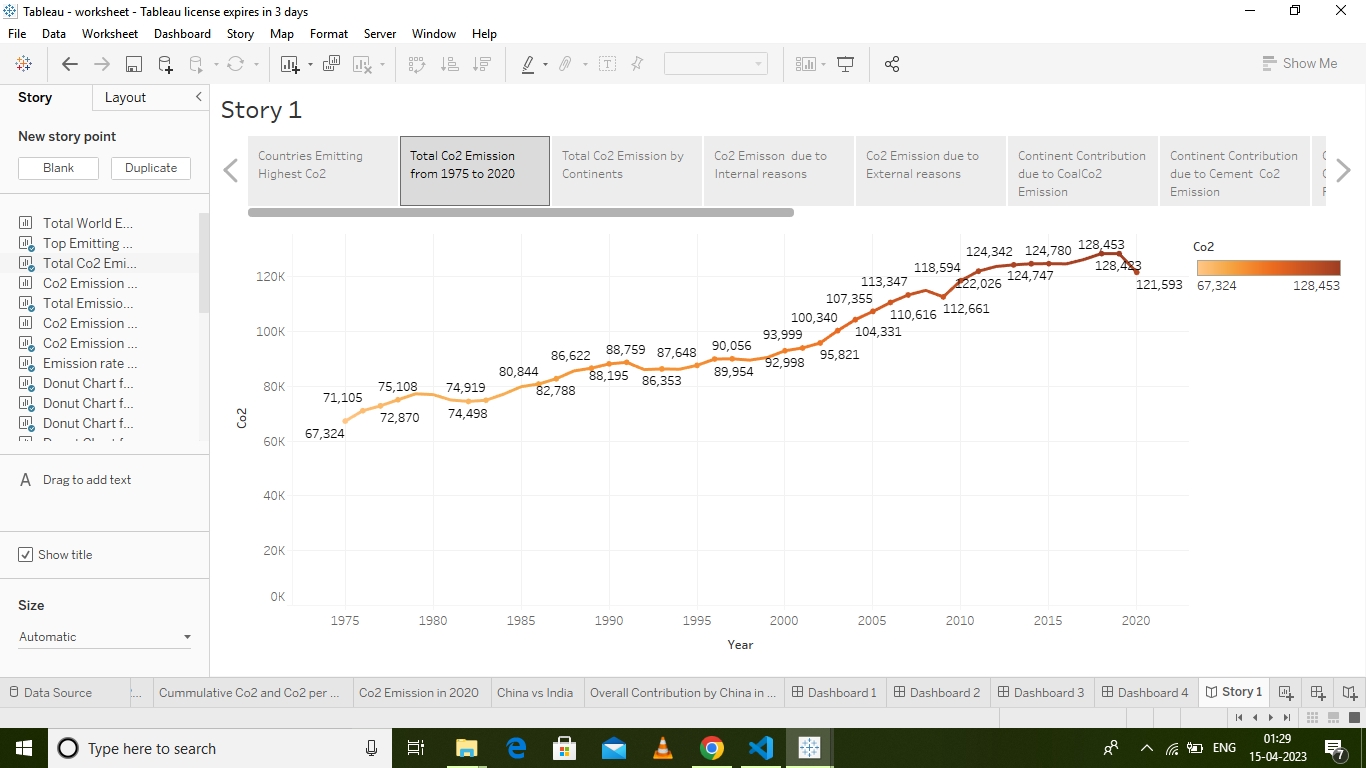 Tableau - worksheet - Tableau license expires in 3 days
File Data Worksheet Dashboard Story Map Format Server Window Help
Show Me
Story Layout
New story point
Blank Duplicate
Total World E...
Top Emitting ...
Total Co2 Emi...
Co2 Emission ...
Total Emissio...
Co2 Emission ...
Co2 Emission ...
Emission rate ...
Donut Chart f...
Donut Chart f...
Donut Chart f...
A Drag to add text
Show title
Size
Automatic
Story 1
Countries Emitting
Highest Co2
Total Co2 Emission
from 1975 to 2020
Total Co2 Emission by
Continents
Co2 Emisson due to
Internal reasons
Co2 Emission due to
External reasons
Continent Contribution
due to CoalCo2
Emission
Continent Contribution
due to Cement Co2
Emission
Co2
120K
100K
80K
60K
40K
20K
0K
67,324
71,105
72,870
75,108
74,919
74,498
80,844
82,788
86,622
88,195
88,759
86,353
87,648
90,056
89,954
93,999
92,998
95,821
100,340
107,355
104,331
113,347
110,616
118,594
112,661
122,026
124,342
124,747
124,780
128,453
128,423
121,593
1975 1980 1985 1990 1995 2000 2005 2010 2015 2020
Year
Co2
67,324 128,453
Data Source
Cummulative Co2 and Co2 per ...
Co2 Emission in 2020
China vs India
Overall Contribution by China in ...
Dashboard 1
Dashboard 2
Dashboard 3
Dashboard 4
Story 1
Type here to search
ENG
01:29
15-04-2023
7